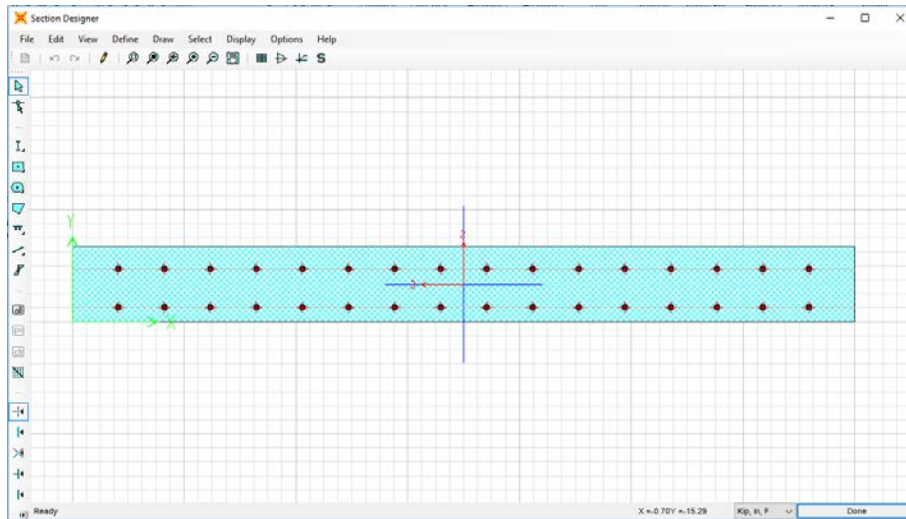 Section Designer
File Edit View Define Draw Select Display Options Help
S
Y
2
3
X
all
Ready X =-0.70Y =-15.29 Kip, in, F Done